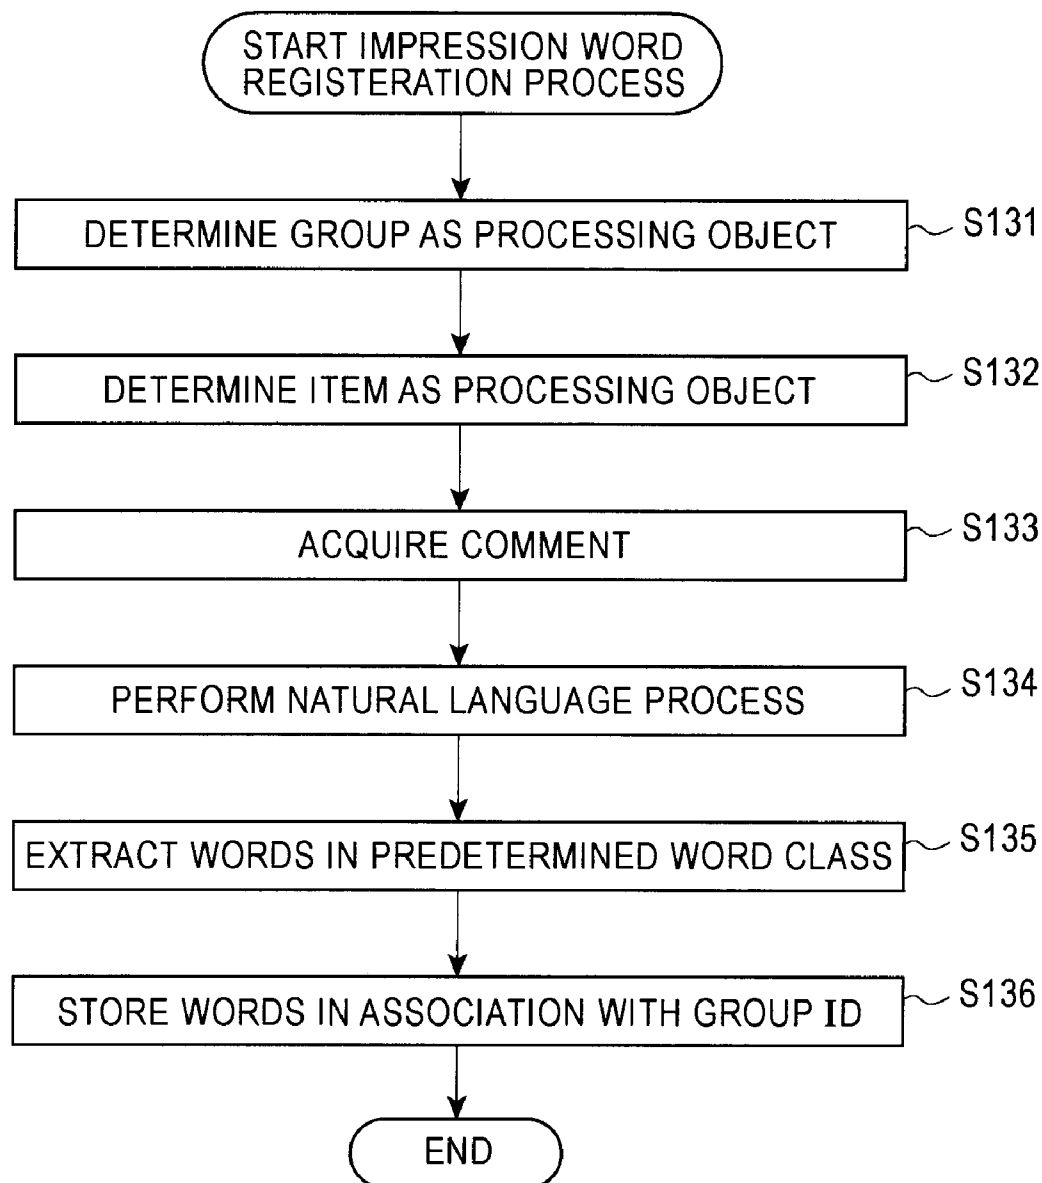 START IMPRESSION WORD
REGISTERATION PROCESS
DETERMINE GROUP AS PROCESSING OBJECT
S131
DETERMINE ITEM AS PROCESSING OBJECT
S132
ACQUIRE COMMENT
S133
PERFORM NATURAL LANGUAGE PROCESS
S134
EXTRACT WORDS IN PREDETERMINED WORD CLASS
S135
STORE WORDS IN ASSOCIATION WITH GROUP ID
S136
END